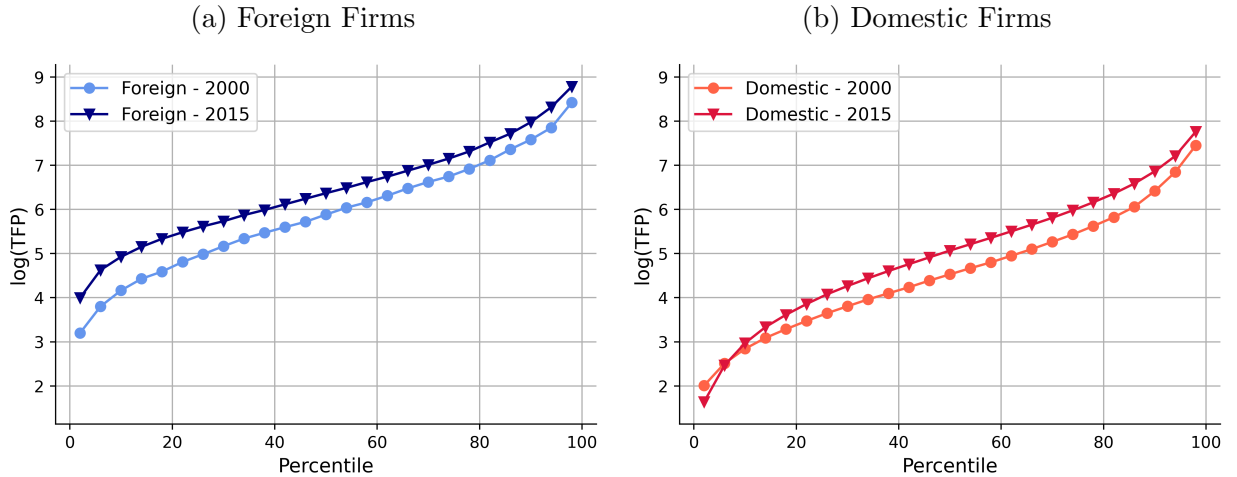 (a) Foreign Firms
9
8
7
6
5
4
3
2
log(TFP)
Foreign - 2000
Foreign - 2015
0 20 40 60 80 100
Percentile
(b) Domestic Firms
9
8
7
6
5
4
3
2
log(TFP)
Domestic - 2000
Domestic - 2015
0 20 40 60 80 100
Percentile